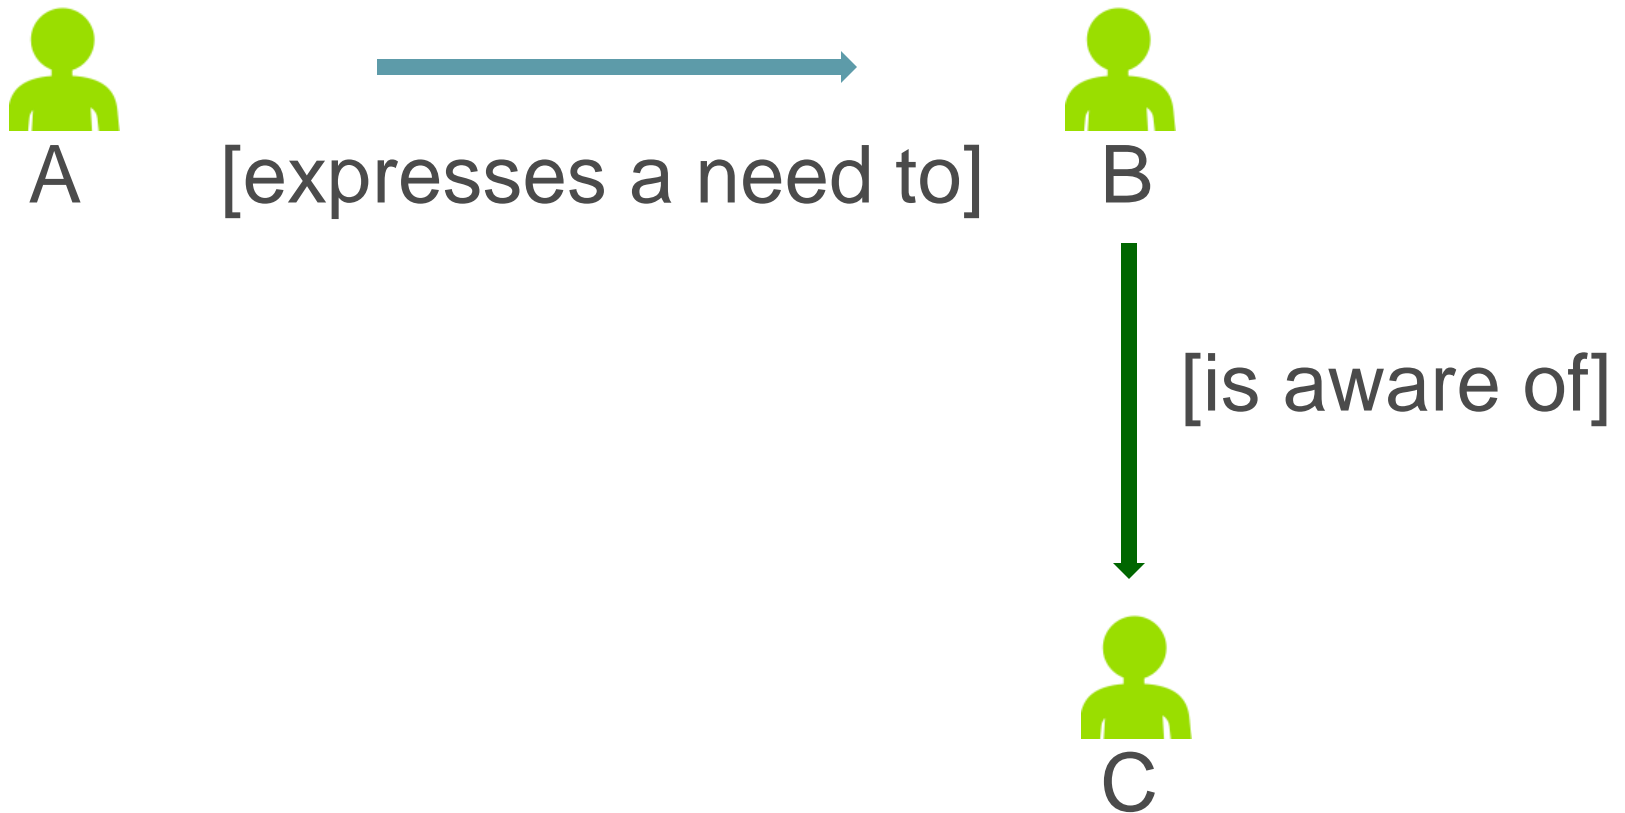 A [expresses a need to] B
[is aware of]
C